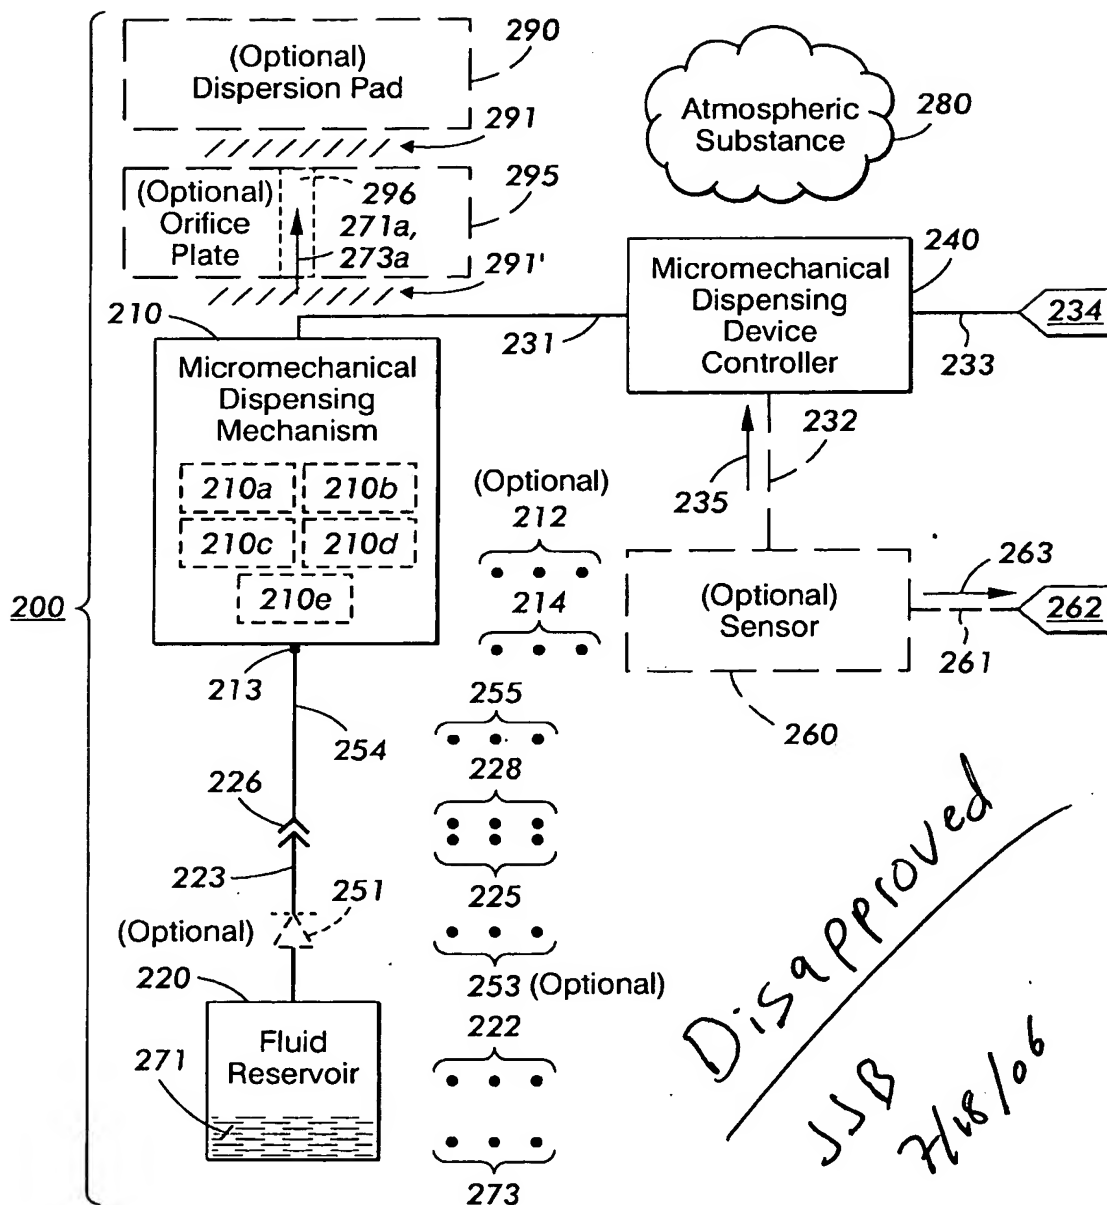 (Optional)
Dispersion Pad
290
291
(Optional)
Orifice
Plate
296
271a,
273a
295
291'
Atmospheric
Substance
280
210
Micromechanical
Dispensing
Mechanism
210a
210b
210c
210d
210e
231
Micromechanical
Dispensing
Device
Controller
240
234
233
232
235
(Optional)
212
214
(Optional)
Sensor
263
262
261
260
200
213
254
255
226
228
223
225
251
(Optional)
253 (Optional)
220
222
Fluid
Reservoir
271
273
Disapproved
JJB
7/18/06